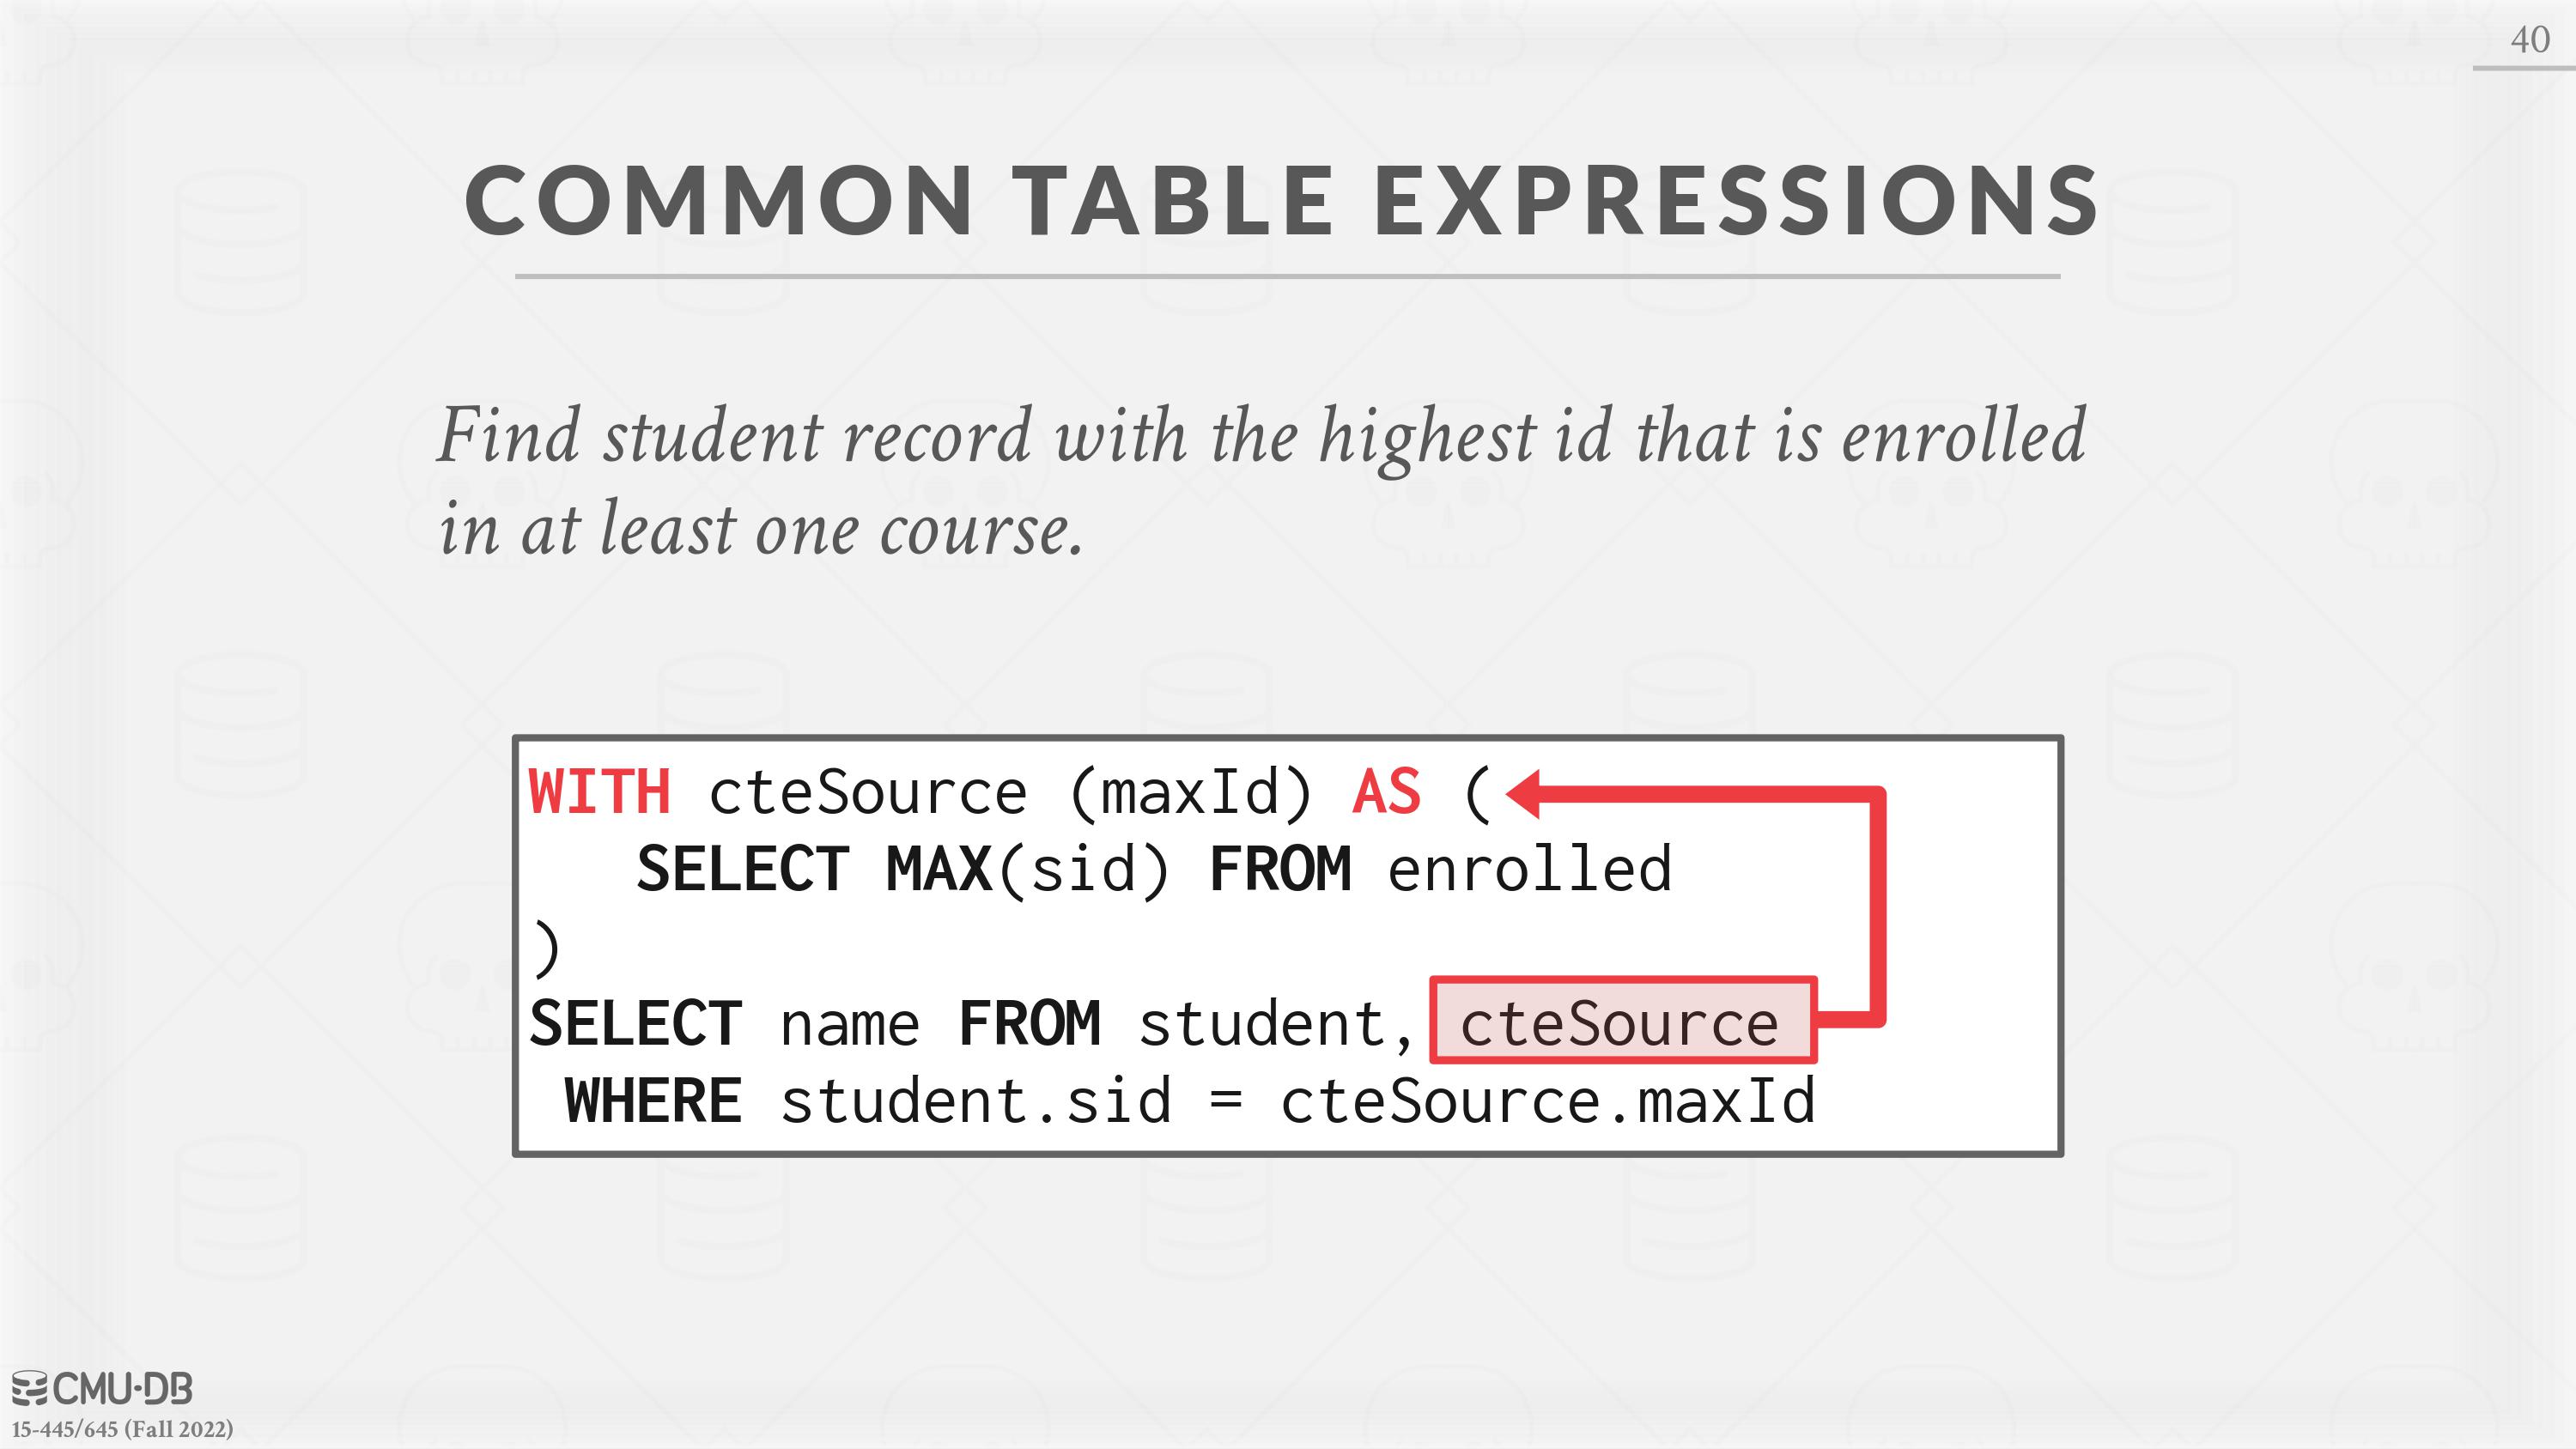 40
COMMON TABLE EXPRESSIONS
Find student record with the highest id that is enrolled
in at least one course.
WITH cteSource (maxId) AS (
   SELECT MAX(sid) FROM enrolled
)
SELECT name FROM student, cteSource
 WHERE student.sid = cteSource.maxId
CMU·DB
15-445/645 (Fall 2022)